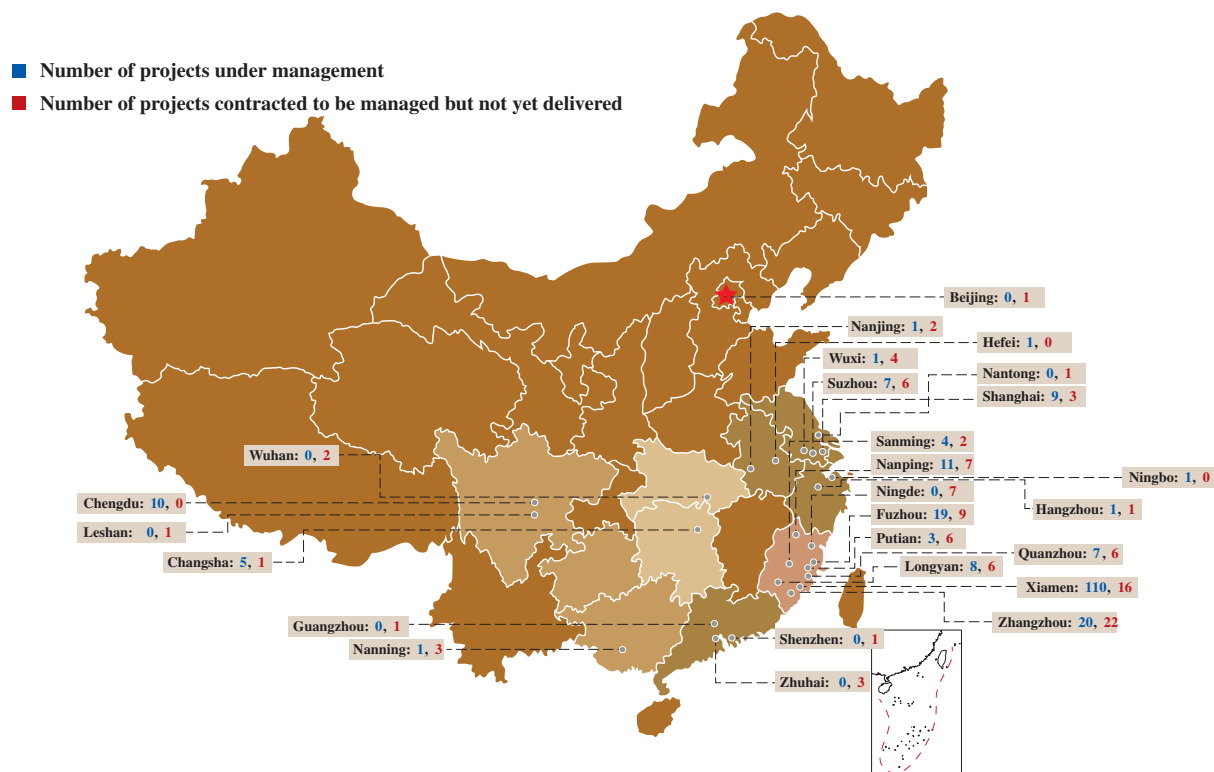 Number of projects under management
Number of projects contracted to be managed but not yet delivered
Beijing: 0, 1
Nanjing: 1, 2
Hefei: 1, 0
Wuxi: 1, 4
Nantong: 0, 1
Suzhou: 7, 6
Shanghai: 9, 3
Sanming: 4, 2
Wuhan: 0, 2
Nanping: 11, 7
Ningbo: 1, 0
Ningde: 0, 7
Chengdu: 10, 0
Hangzhou: 1, 1
Fuzhou: 19, 9
Leshan: 0, 1
Putian: 3, 6
Quanzhou: 7, 6
Changsha: 5, 1
Longyan: 8, 6
Xiamen: 110, 16
Zhangzhou: 20, 22
Guangzhou: 0, 1
Shenzhen: 0, 1
Nanning: 1, 3
Zhuhai: 0, 3